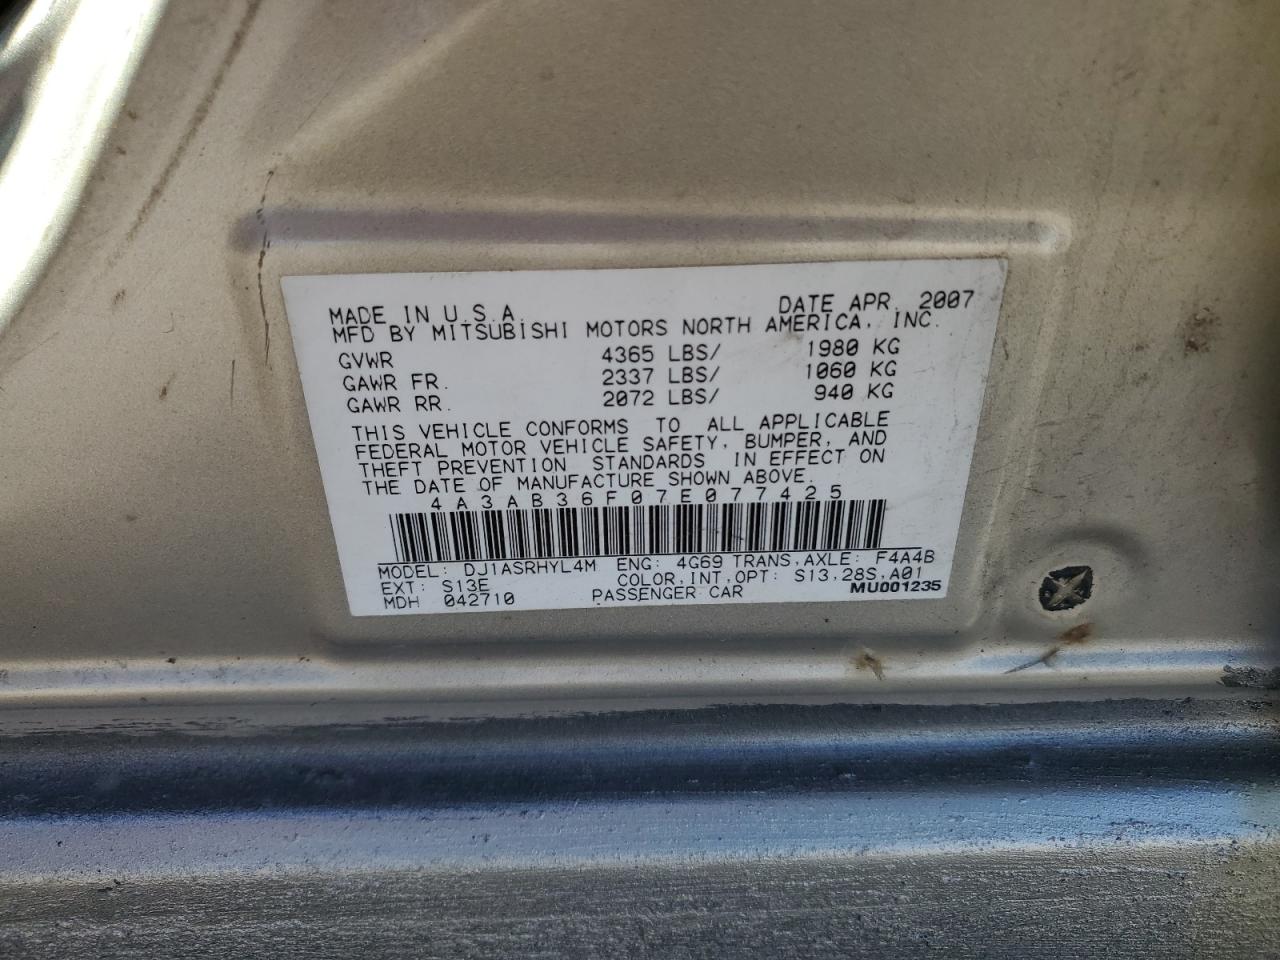 MADE IN U.S.A. DATE APR. 2007
MFD BY MITSUBISHI MOTORS NORTH AMERICA, INC.
GVWR 4365 LBS/ 1980 KG
GAWR FR. 2337 LBS/ 1060 KG
GAWR RR. 2072 LBS/ 940 KG
THIS VEHICLE CONFORMS TO ALL APPLICABLE
FEDERAL MOTOR VEHICLE SAFETY, BUMPER, AND
THEFT PREVENTION STANDARDS IN EFFECT ON
THE DATE OF MANUFACTURE SHOWN ABOVE.
4A3AB36F07E077425
MODEL: DJ1ASRHYL4M ENG: 4G69 TRANS,AXLE: F4A4B
EXT: S13E COLOR,INT,OPT: S13,28S,A01
MDH 042710 PASSENGER CAR MU001235